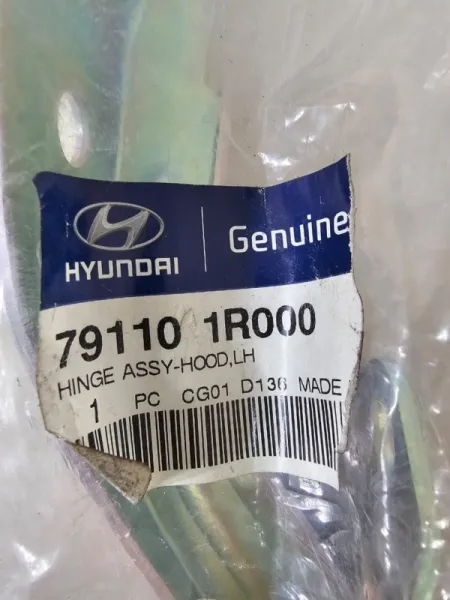 HYUNDAI
Genuine
79110 1R000
HINGE ASSY-HOOD,LH
1 PC CG01 D136 MADE